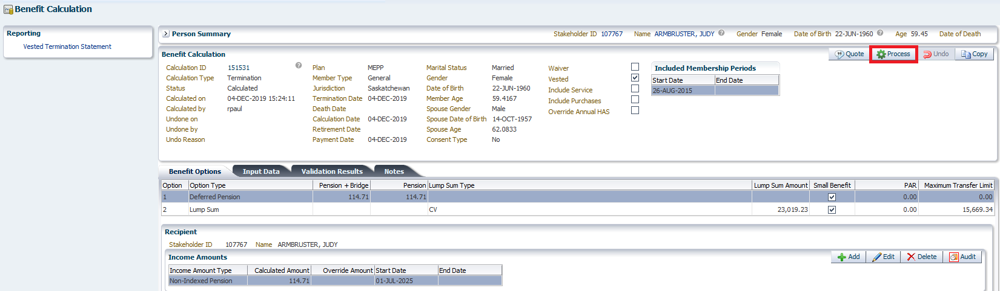 Benefit Calculation
Reporting
Vested Termination Statement
Person Summary Stakeholder ID 107767 Name ARMBRUSTER, JUDY Gender Female Date of Birth 22-JUN-1960 Age 59.45 Date of Death
Benefit Calculation Quote Process Undo Copy
Calculation ID 151531 Plan MEPP Marital Status Married Waiver Included Membership Periods
Calculation Type Termination Member Type General Gender Female Vested Start Date End Date
Status Calculated Jurisdiction Saskatchewan Date of Birth 22-JUN-1960 Include Service 26-AUG-2015
Calculated on 04-DEC-2019 15:24:11 Termination Date 04-DEC-2019 Member Age 59.4167 Include Purchases
Calculated by rpaul Death Date Spouse Gender Male Override Annual HAS
Undone on Calculation Date 04-DEC-2019 Spouse Date of Birth 14-OCT-1957
Undone by Retirement Date Spouse Age 62.0833
Undo Reason Payment Date 04-DEC-2019 Consent Type No
Benefit Options Input Data Validation Results Notes
Option Option Type Pension + Bridge Pension Lump Sum Type Lump Sum Amount Small Benefit PAR Maximum Transfer Limit
1 Deferred Pension 114.71 114.71 0.00 0.00
2 Lump Sum CV 23,019.23 0.00 15,669.34
Recipient
Stakeholder ID 107767 Name ARMBRUSTER, JUDY
Income Amounts Add Edit Delete Audit
Income Amount Type Calculated Amount Override Amount Start Date End Date
Non-Indexed Pension 114.71 01-JUL-2025